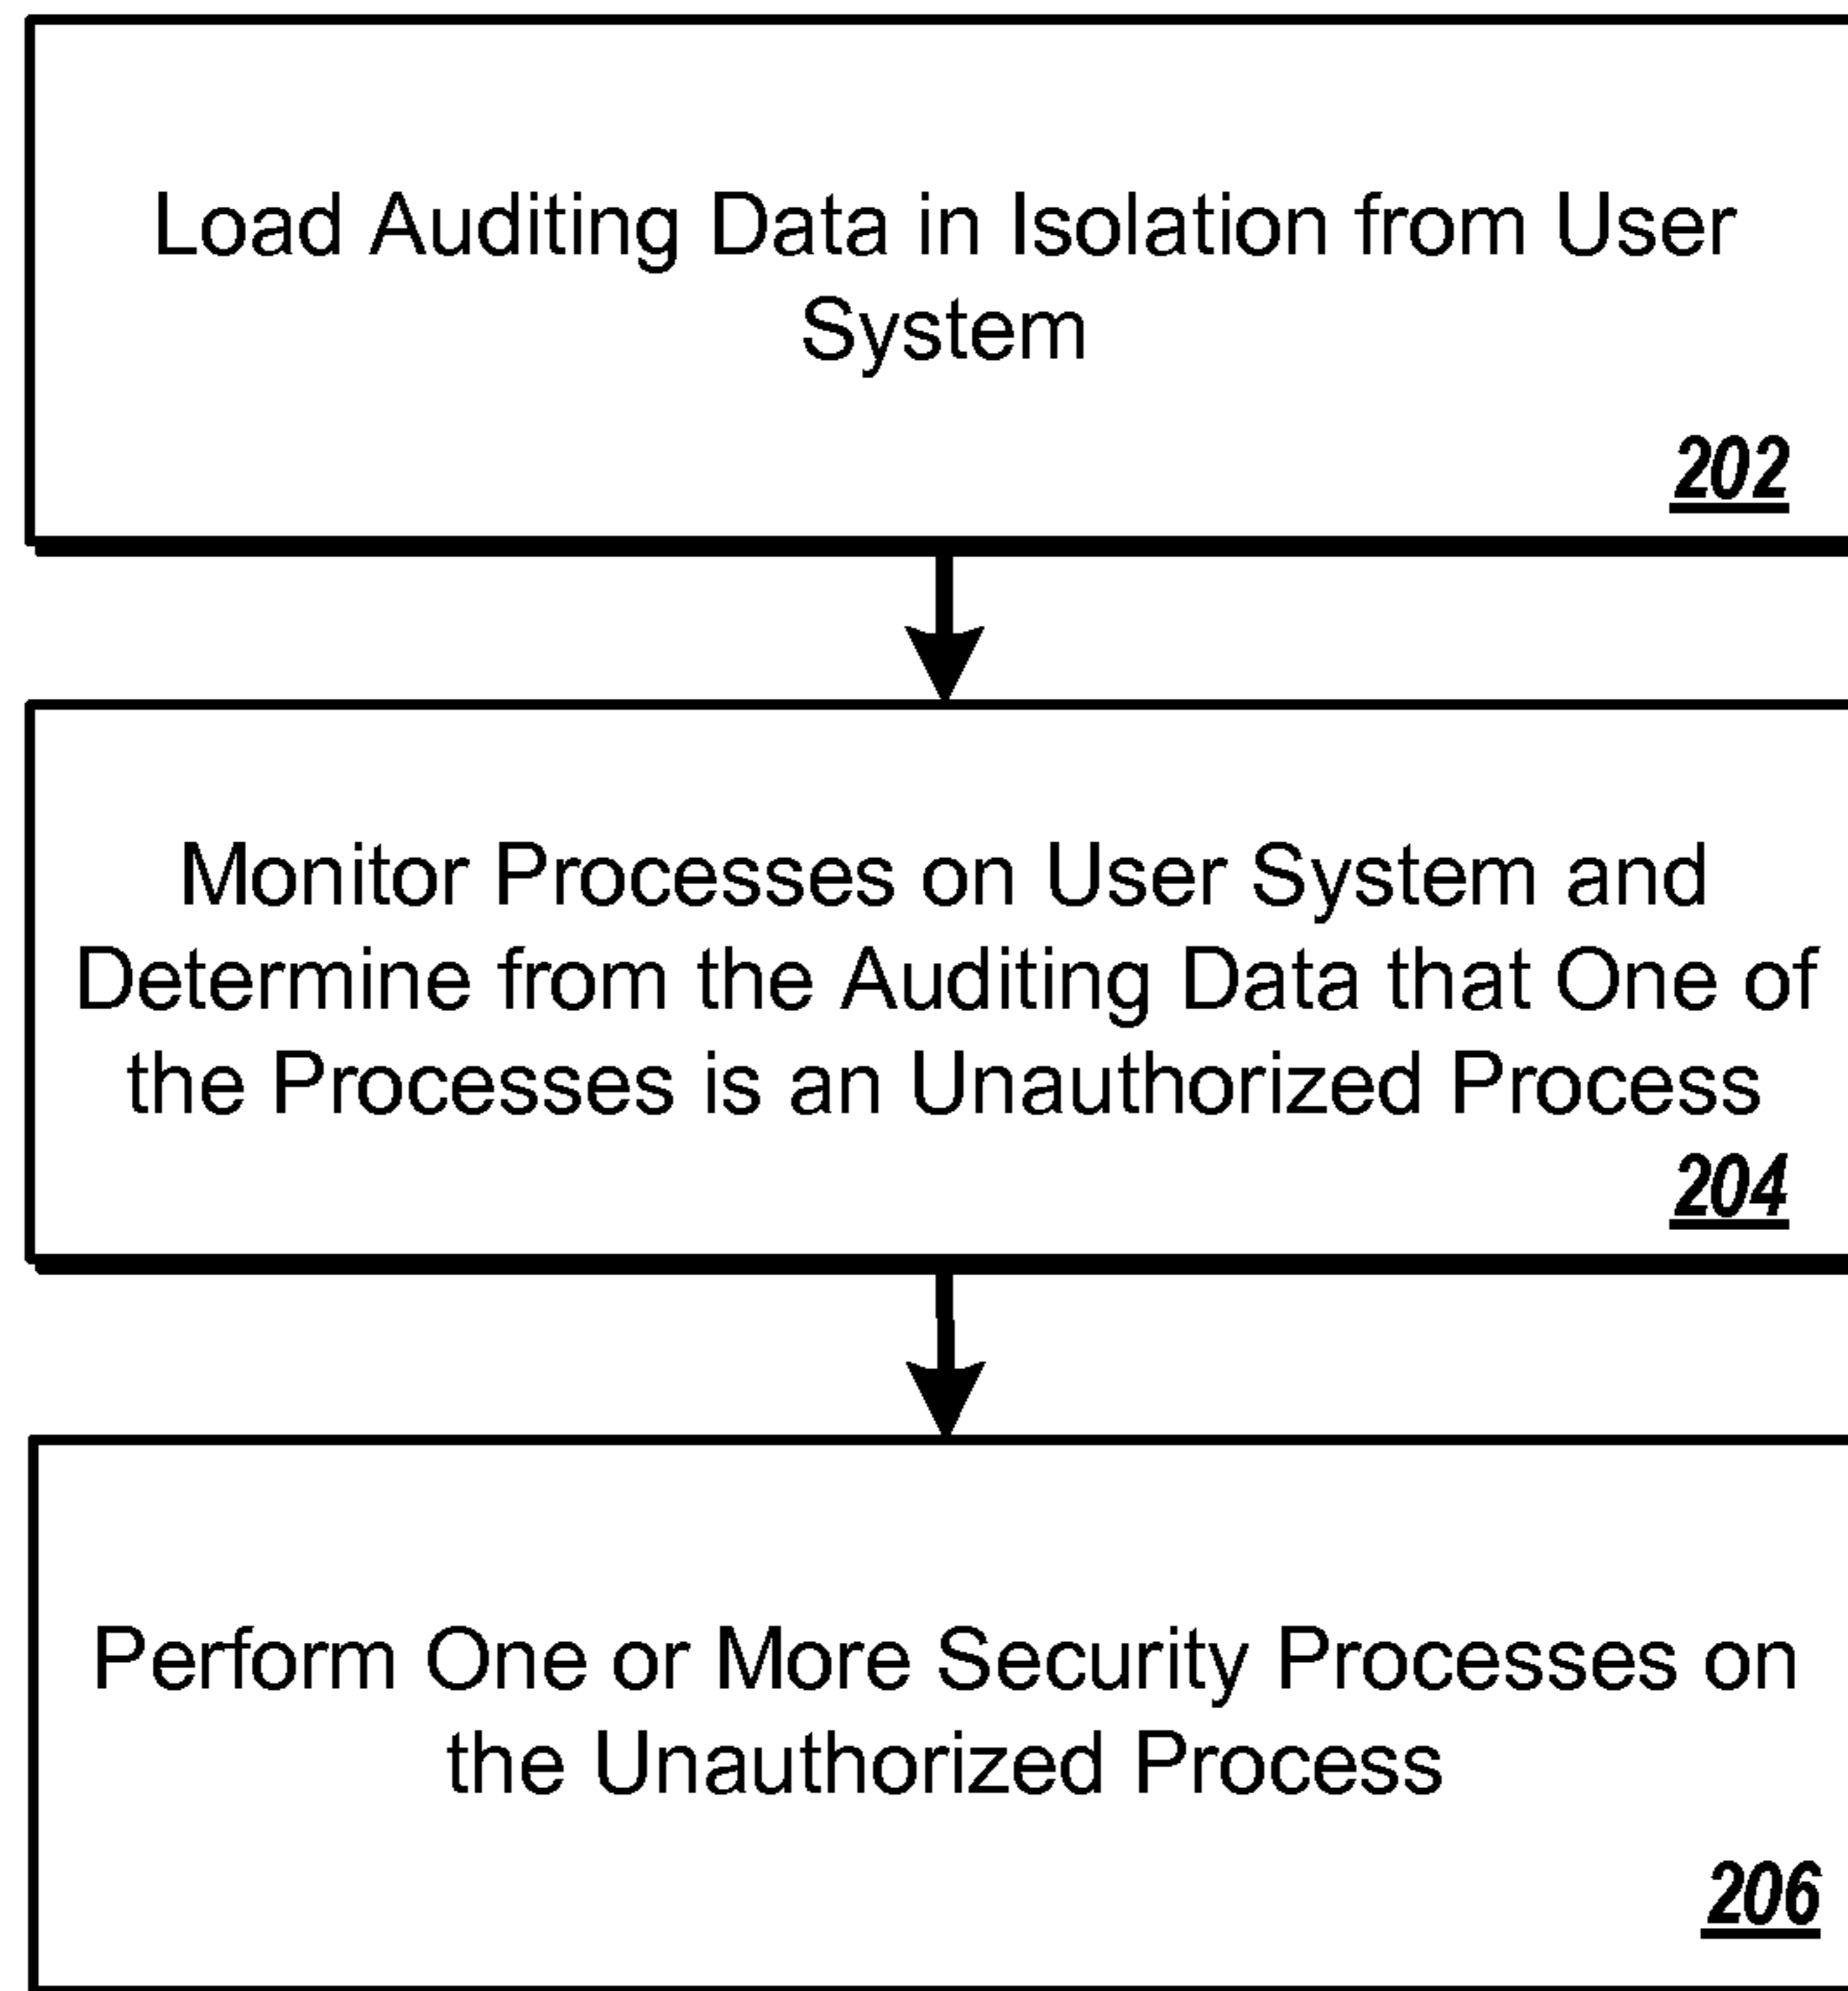 Load Auditing Data in Isolation from User
System
202
Monitor Processes on User System and
Determine from the Auditing Data that One of
the Processes is an Unauthorized Process
204
Perform One or More Security Processes on
the Unauthorized Process
206